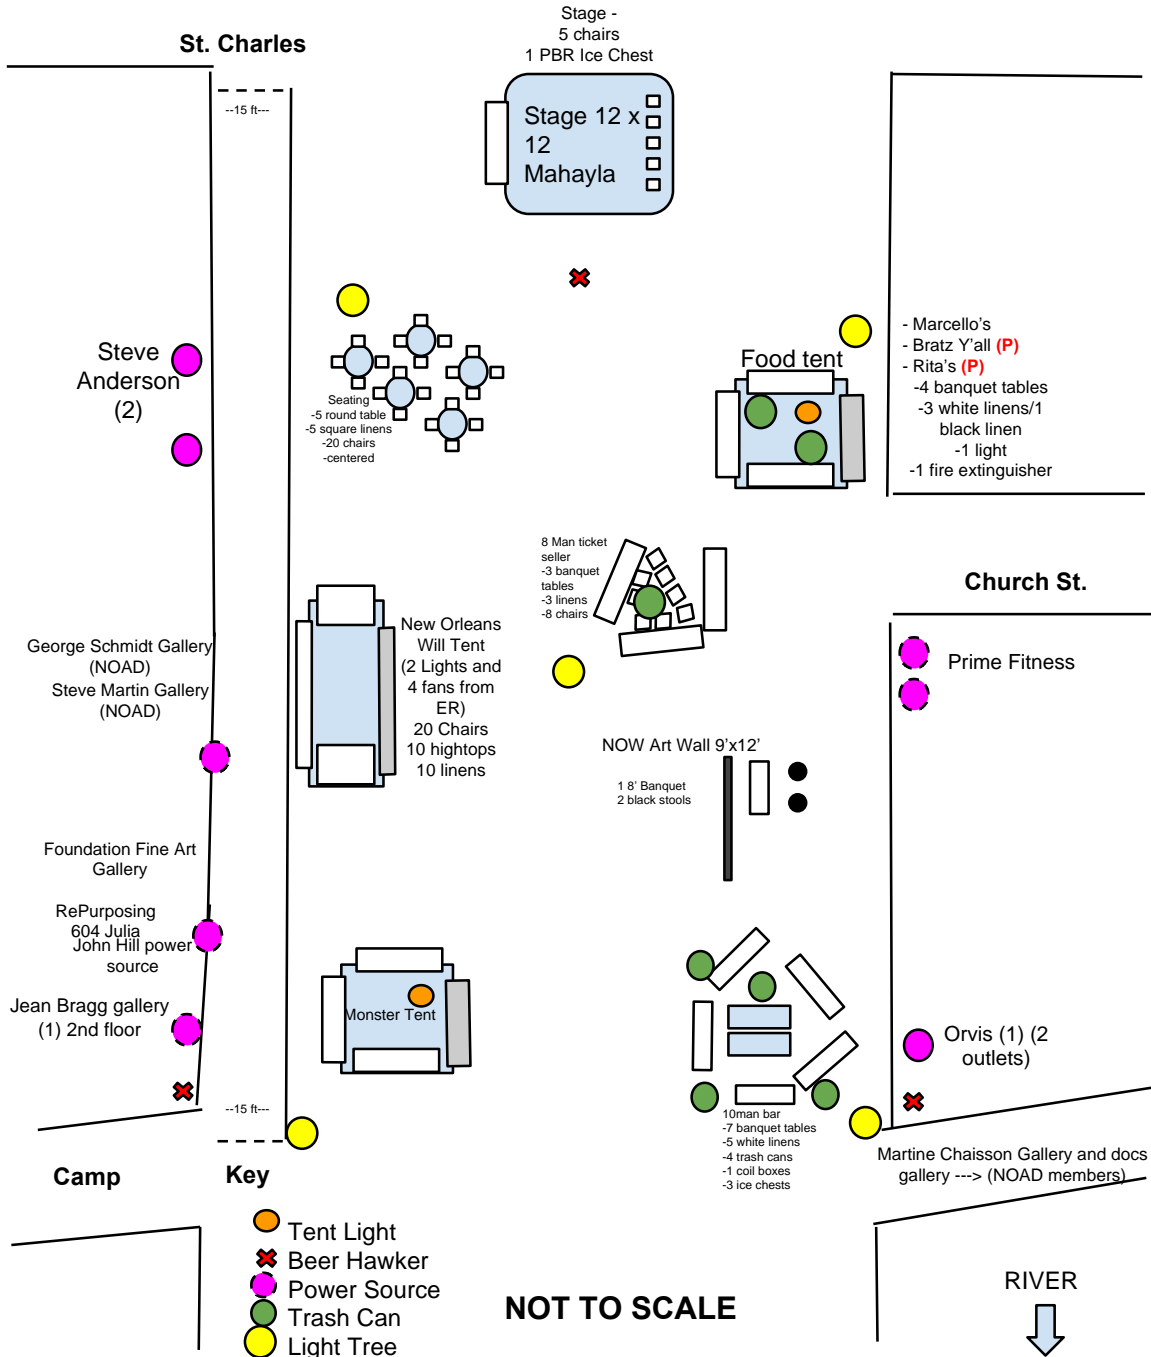 Stage -
5 chairs
1 PBR Ice Chest
St. Charles
--15 ft---
Stage 12 x
12
Mahayla
- Marcello's
- Bratz Y'all (P)
- Rita's (P)
-4 banquet tables
-3 white linens/1
black linen
-1 light
-1 fire extinguisher
Steve
Anderson
(2)
Food tent
Seating
-5 round table
-5 square linens
-20 chairs
-centered
8 Man ticket
seller
-3 banquet
tables
-3 linens
-8 chairs
Church St.
New Orleans
Will Tent
(2 Lights and
4 fans from
ER)
20 Chairs
10 hightops
10 linens
George Schmidt Gallery
(NOAD)
Steve Martin Gallery
(NOAD)
Prime Fitness
NOW Art Wall 9'x12'
1 8' Banquet
2 black stools
Foundation Fine Art
Gallery
RePurposing
604 Julia
John Hill power
source
Jean Bragg gallery
(1) 2nd floor
Monster Tent
Orvis (1) (2
outlets)
--15 ft---
10man bar
-7 banquet tables
-5 white linens
-4 trash cans
-1 coil boxes
-3 ice chests
Martine Chaisson Gallery and docs
gallery ---> (NOAD members)
Camp
Key
Tent Light
Beer Hawker
Power Source
Trash Can
Light Tree
NOT TO SCALE
RIVER